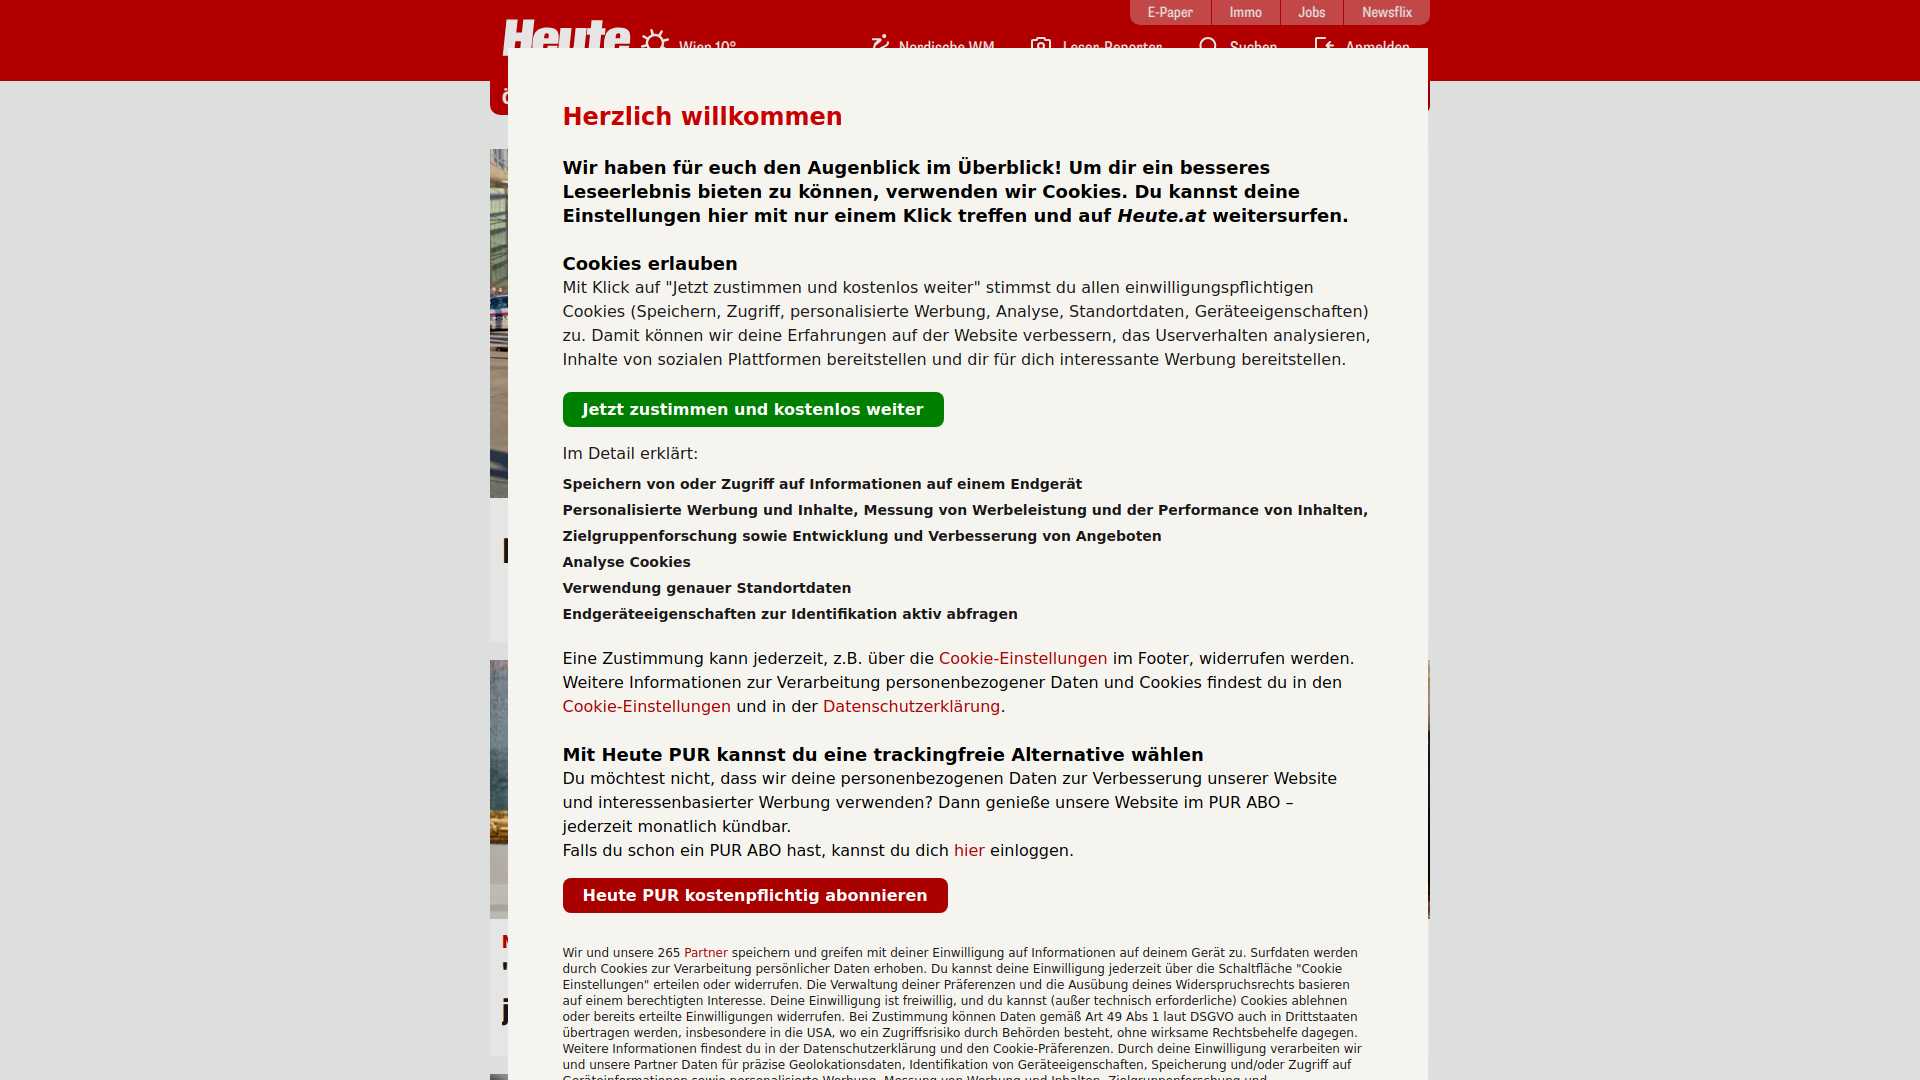 E-Paper
Immo
Jobs
Newsflix
Heute
Wien 10°
Nordische WM
Leser-Reporter
Suchen
Anmelden
Herzlich willkommen
Wir haben für euch den Augenblick im Überblick! Um dir ein besseres
Leseerlebnis bieten zu können, verwenden wir Cookies. Du kannst deine
Einstellungen hier mit nur einem Klick treffen und auf Heute.at weitersurfen.
Cookies erlauben
Mit Klick auf "Jetzt zustimmen und kostenlos weiter" stimmst du allen einwilligungspflichtigen
Cookies (Speichern, Zugriff, personalisierte Werbung, Analyse, Standortdaten, Geräteeigenschaften)
zu. Damit können wir deine Erfahrungen auf der Website verbessern, das Userverhalten analysieren,
Inhalte von sozialen Plattformen bereitstellen und dir für dich interessante Werbung bereitstellen.
Jetzt zustimmen und kostenlos weiter
Im Detail erklärt:
Speichern von oder Zugriff auf Informationen auf einem Endgerät
Personalisierte Werbung und Inhalte, Messung von Werbeleistung und der Performance von Inhalten,
Zielgruppenforschung sowie Entwicklung und Verbesserung von Angeboten
Analyse Cookies
Verwendung genauer Standortdaten
Endgeräteeigenschaften zur Identifikation aktiv abfragen
Eine Zustimmung kann jederzeit, z.B. über die Cookie-Einstellungen im Footer, widerrufen werden.
Weitere Informationen zur Verarbeitung personenbezogener Daten und Cookies findest du in den
Cookie-Einstellungen und in der Datenschutzerklärung.
Mit Heute PUR kannst du eine trackingfreie Alternative wählen
Du möchtest nicht, dass wir deine personenbezogenen Daten zur Verbesserung unserer Website
und interessenbasierter Werbung verwenden? Dann genieße unsere Website im PUR ABO –
jederzeit monatlich kündbar.
Falls du schon ein PUR ABO hast, kannst du dich hier einloggen.
Heute PUR kostenpflichtig abonnieren
Wir und unsere 265 Partner speichern und greifen mit deiner Einwilligung auf Informationen auf deinem Gerät zu. Surfdaten werden
durch Cookies zur Verarbeitung persönlicher Daten erhoben. Du kannst deine Einwilligung jederzeit über die Schaltfläche "Cookie
Einstellungen" erteilen oder widerrufen. Die Verwaltung deiner Präferenzen und die Ausübung deines Widerspruchsrechts basieren
auf einem berechtigten Interesse. Deine Einwilligung ist freiwillig, und du kannst (außer technisch erforderliche) Cookies ablehnen
oder bereits erteilte Einwilligungen widerrufen. Bei Zustimmung können Daten gemäß Art 49 Abs 1 laut DSGVO auch in Drittstaaten
übertragen werden, insbesondere in die USA, wo ein Zugriffsrisiko durch Behörden besteht, ohne wirksame Rechtsbehelfe dagegen.
Weitere Informationen findest du in der Datenschutzerklärung und den Cookie-Präferenzen. Durch deine Einwilligung verarbeiten wir
und unsere Partner Daten für präzise Geolokationsdaten, Identifikation von Geräteeigenschaften, Speicherung und/oder Zugriff auf
Geräteinformationen sowie personalisierte Werbung, Messung von Werbung und Inhalten, Zielgruppenforschung und